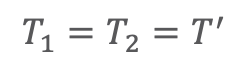 T₁ = T₂ = T′